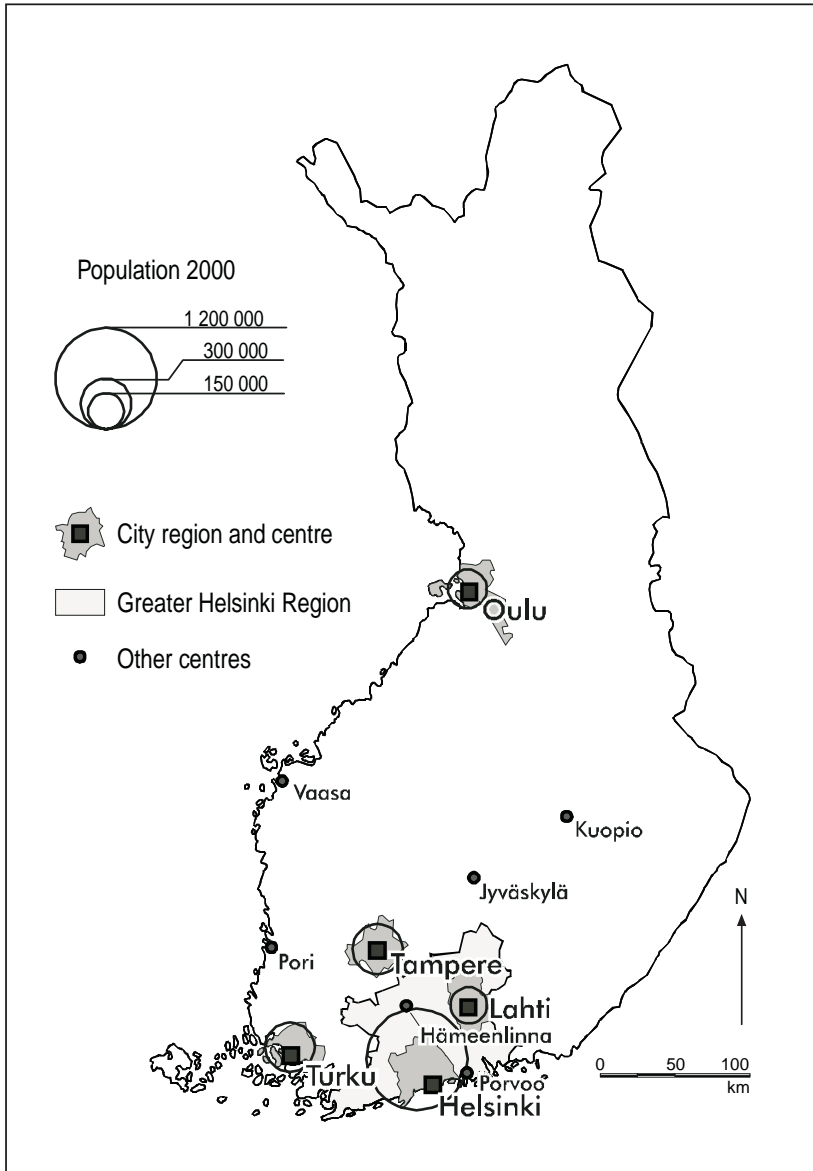 Population 2000
1 200 000
300 000
150 000
City region and centre
Greater Helsinki Region
Other centres
Oulu
Vaasa
Kuopio
Jyväskylä
N
Pori
Tampere
Lahti
Hämeenlinna
Turku
Porvoo
Helsinki
0 50 100
km